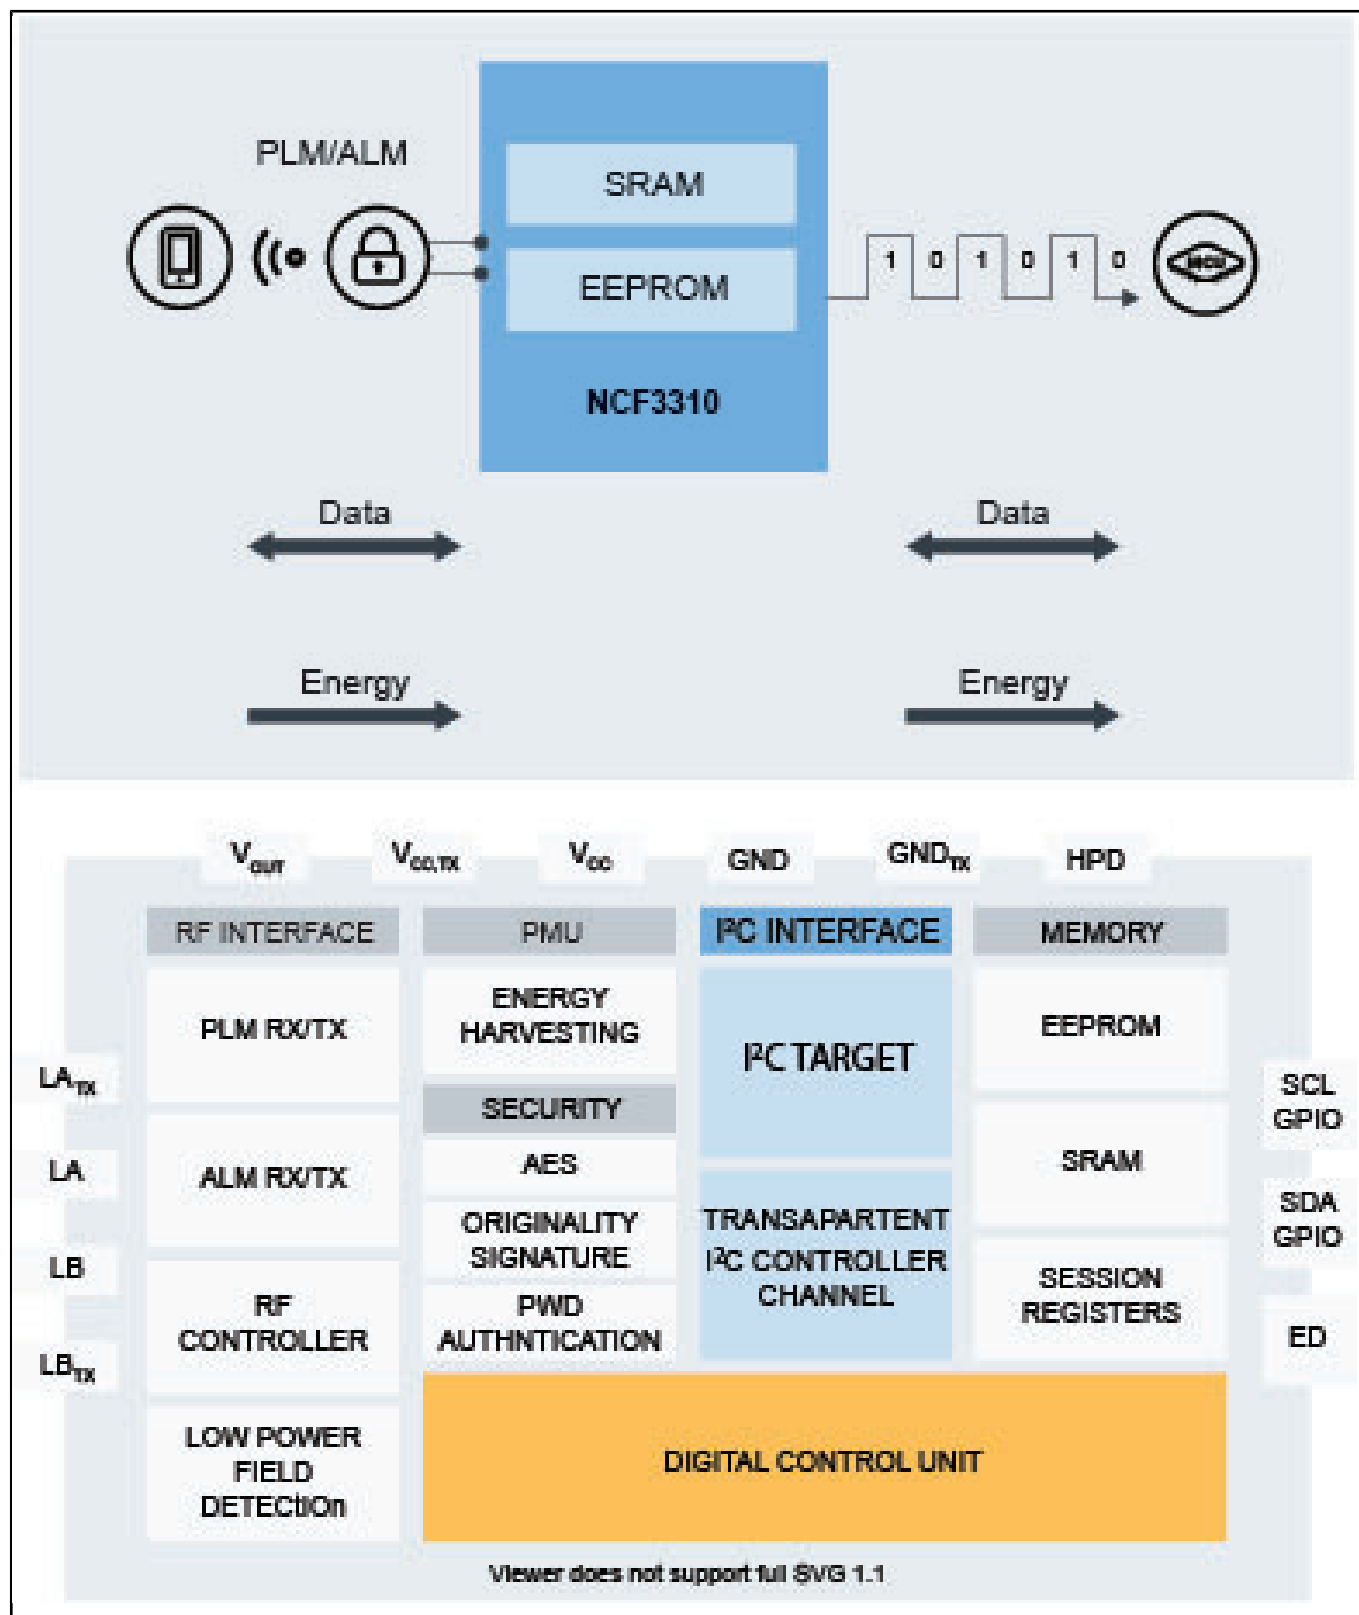 PLM/ALM
SRAM
EEPROM
NCF3310
1 0 1 0 1 0
MCU
Data
Data
Energy
Energy
VOUT
VCC,TX
VCC
GND
GNDTX
HPD
RF INTERFACE
PMU
I²C INTERFACE
MEMORY
PLM RX/TX
ENERGY
HARVESTING
I²C TARGET
EEPROM
LATX
SCL
GPIO
SECURITY
LA
ALM RX/TX
AES
SRAM
ORIGINALITY
SIGNATURE
TRANSAPARTENT
I²C CONTROLLER
CHANNEL
SDA
GPIO
LB
SESSION
REGISTERS
RF
CONTROLLER
PWD
AUTHNTICATION
ED
LBTX
LOW POWER
FIELD
DETECtIOn
DIGITAL CONTROL UNIT
Viewer does not support full SVG 1.1